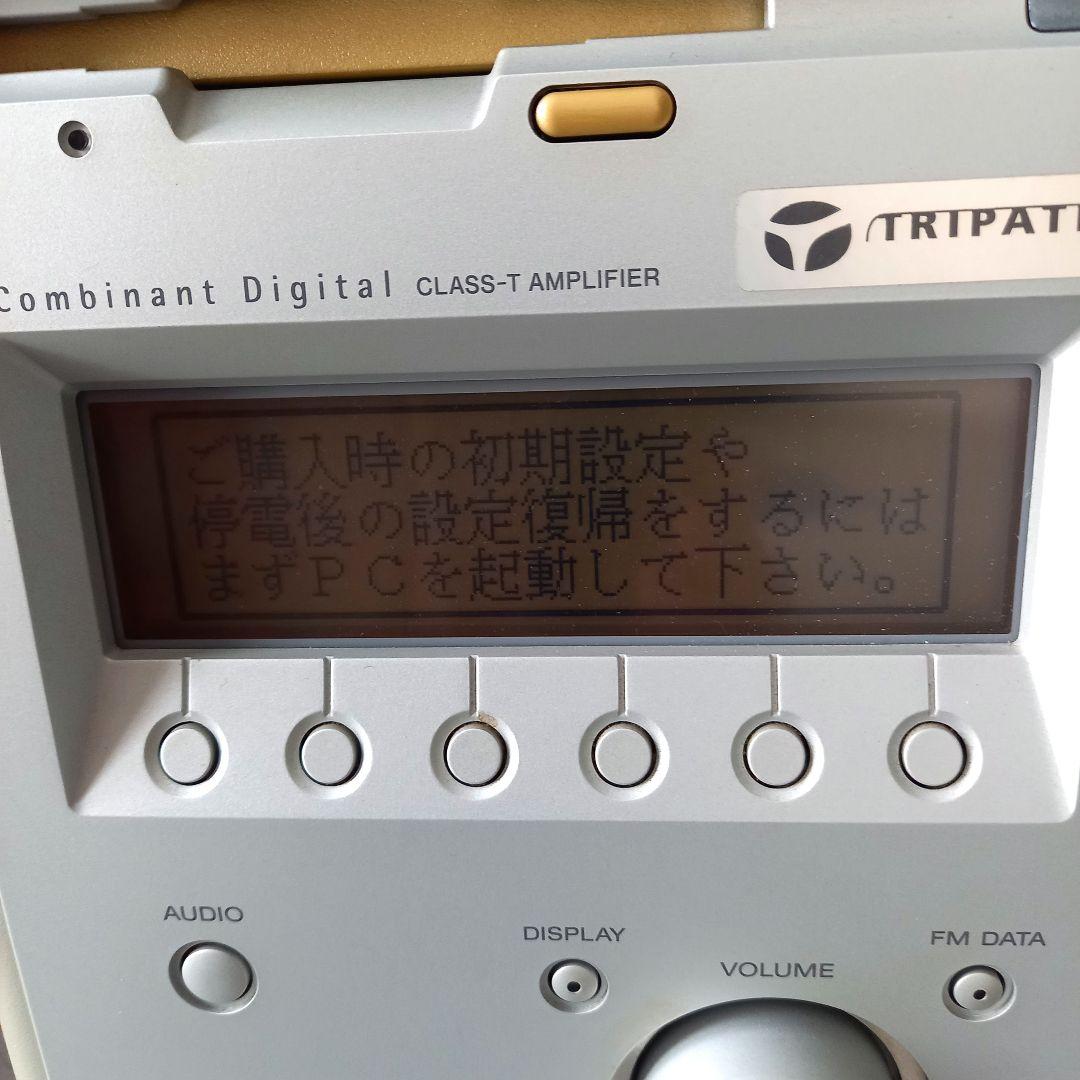 TRIPATH
Combinant Digital CLASS-T AMPLIFIER
ご購入時の初期設定や
停電後の設定復帰をするには
まずPCを起動して下さい。
AUDIO
DISPLAY
FM DATA
VOLUME